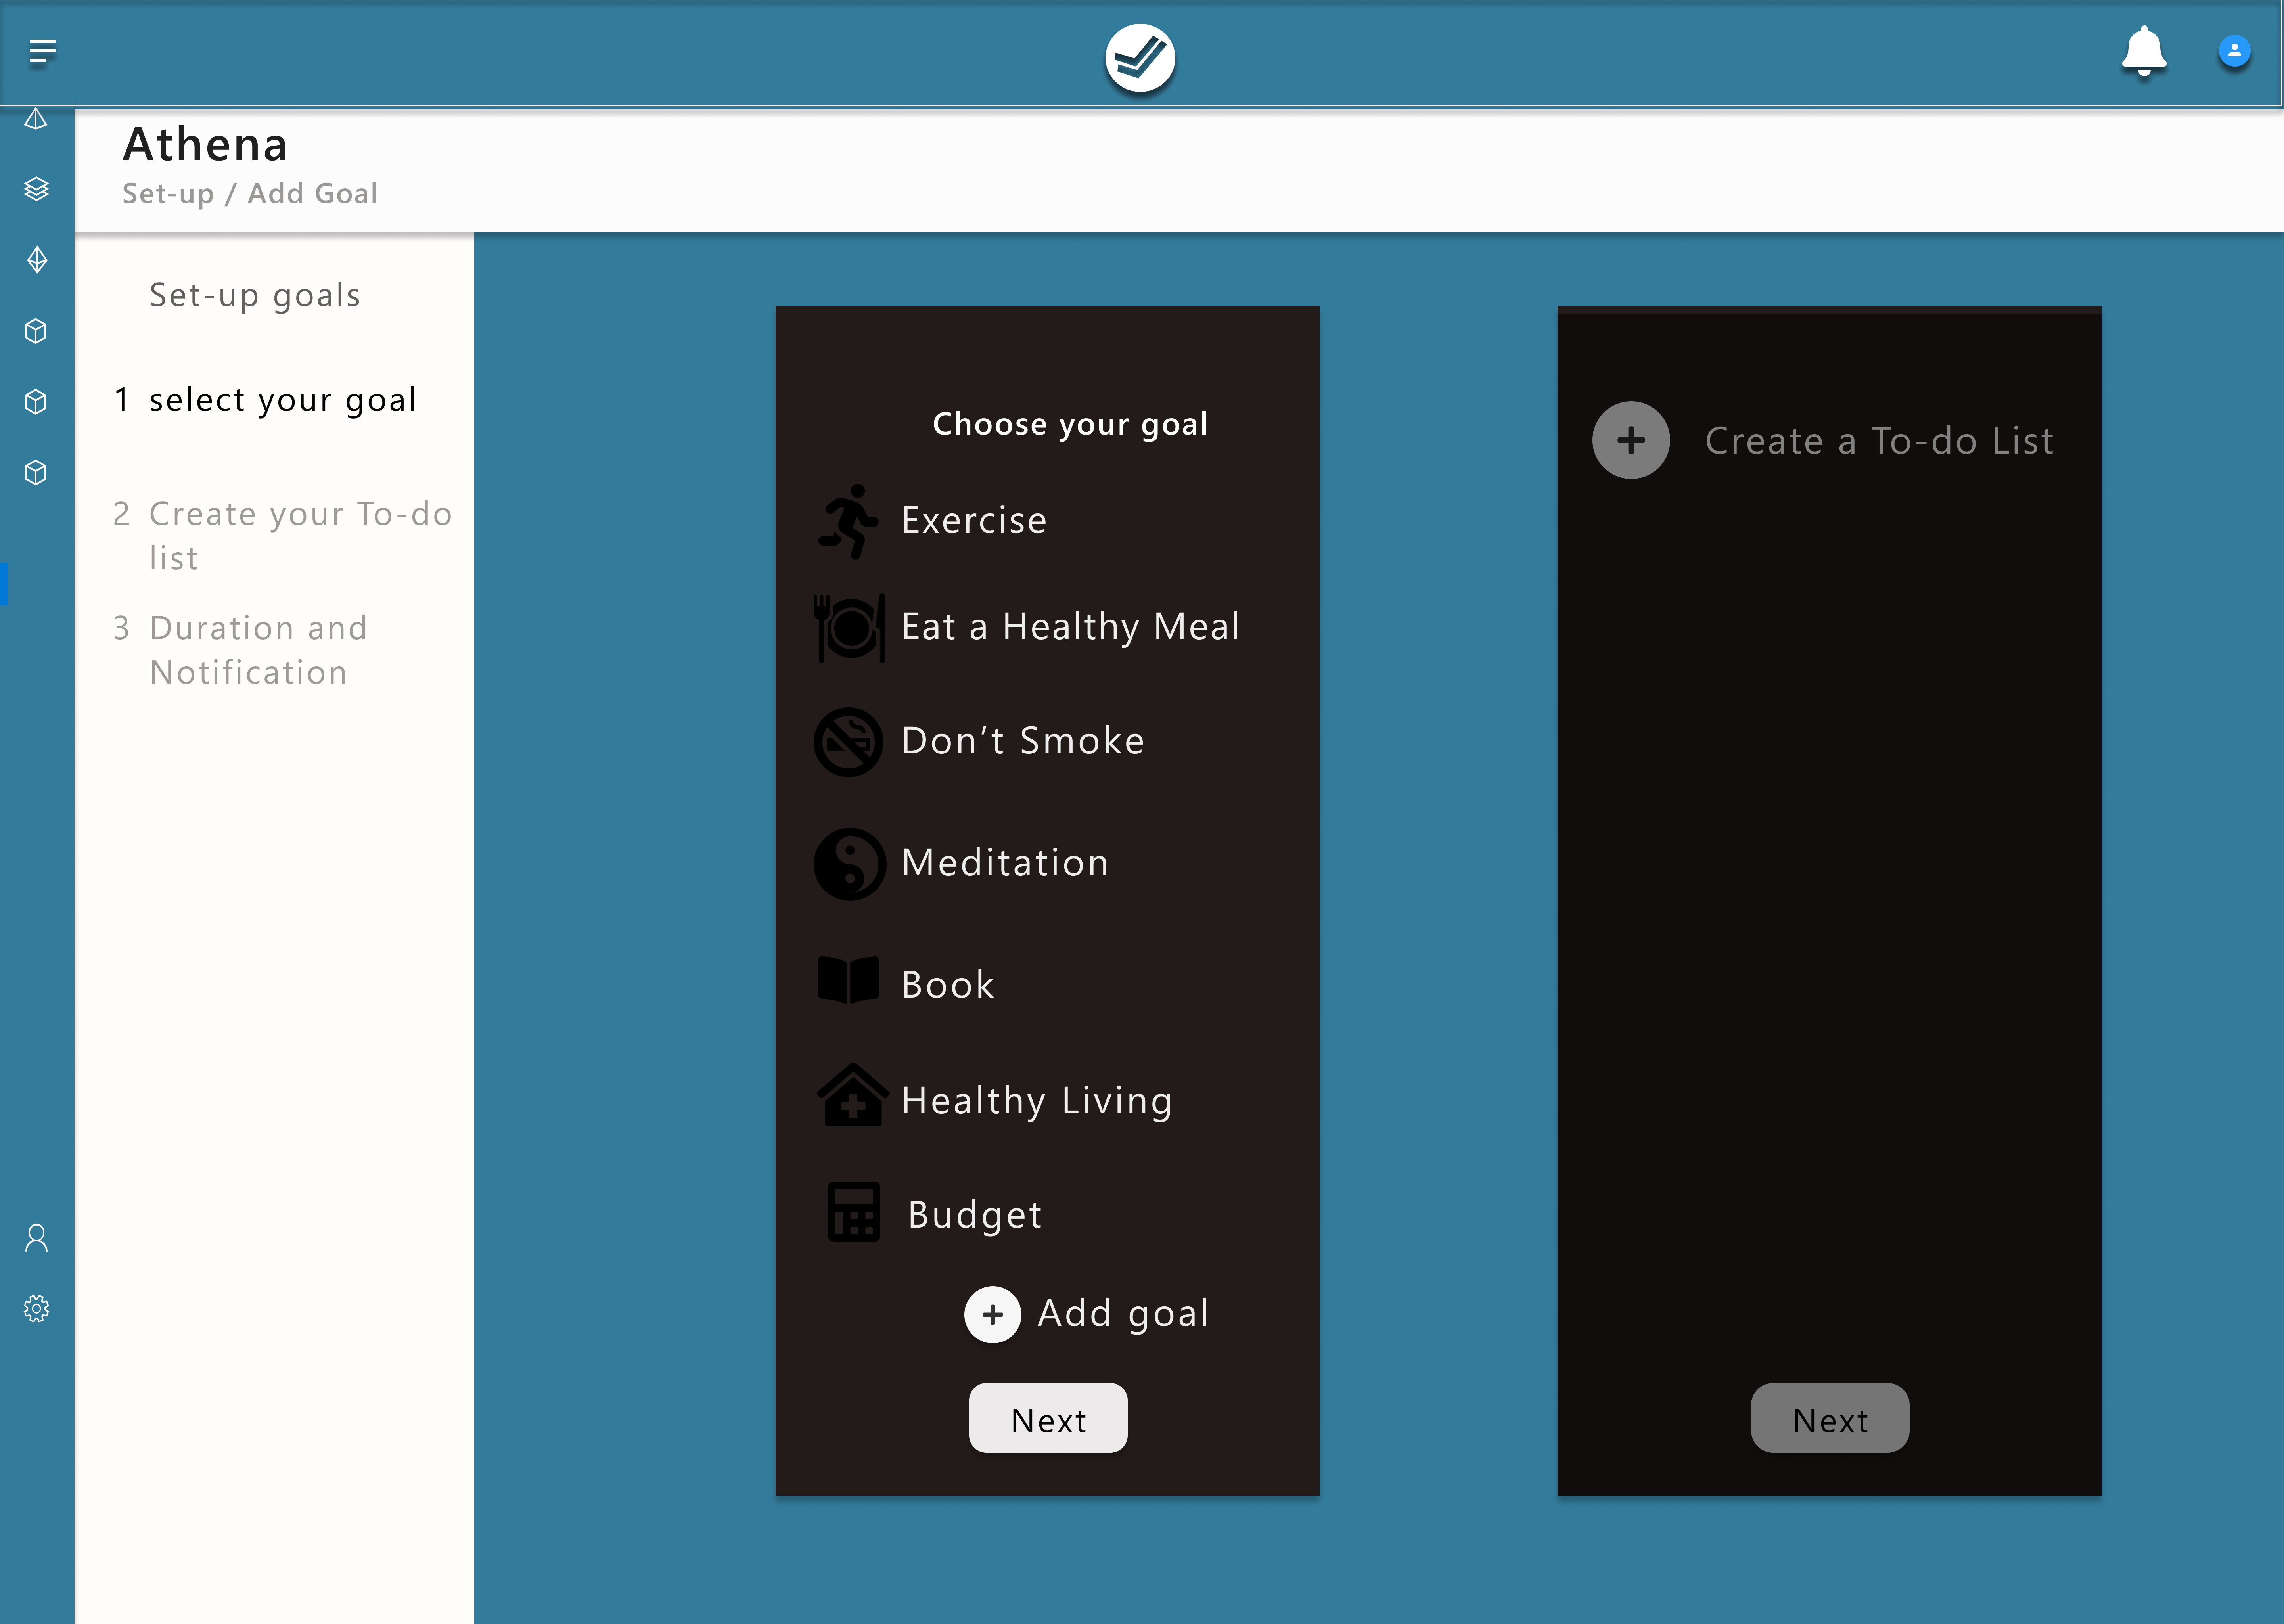 Athena
Set-up / Add Goal
Set-up goals
1 select your goal
2 Create your To-do
list
3 Duration and
Notification
Choose your goal
Exercise
Eat a Healthy Meal
Don’t Smoke
Meditation
Book
Healthy Living
Budget
Add goal
Next
Create a To-do List
Next